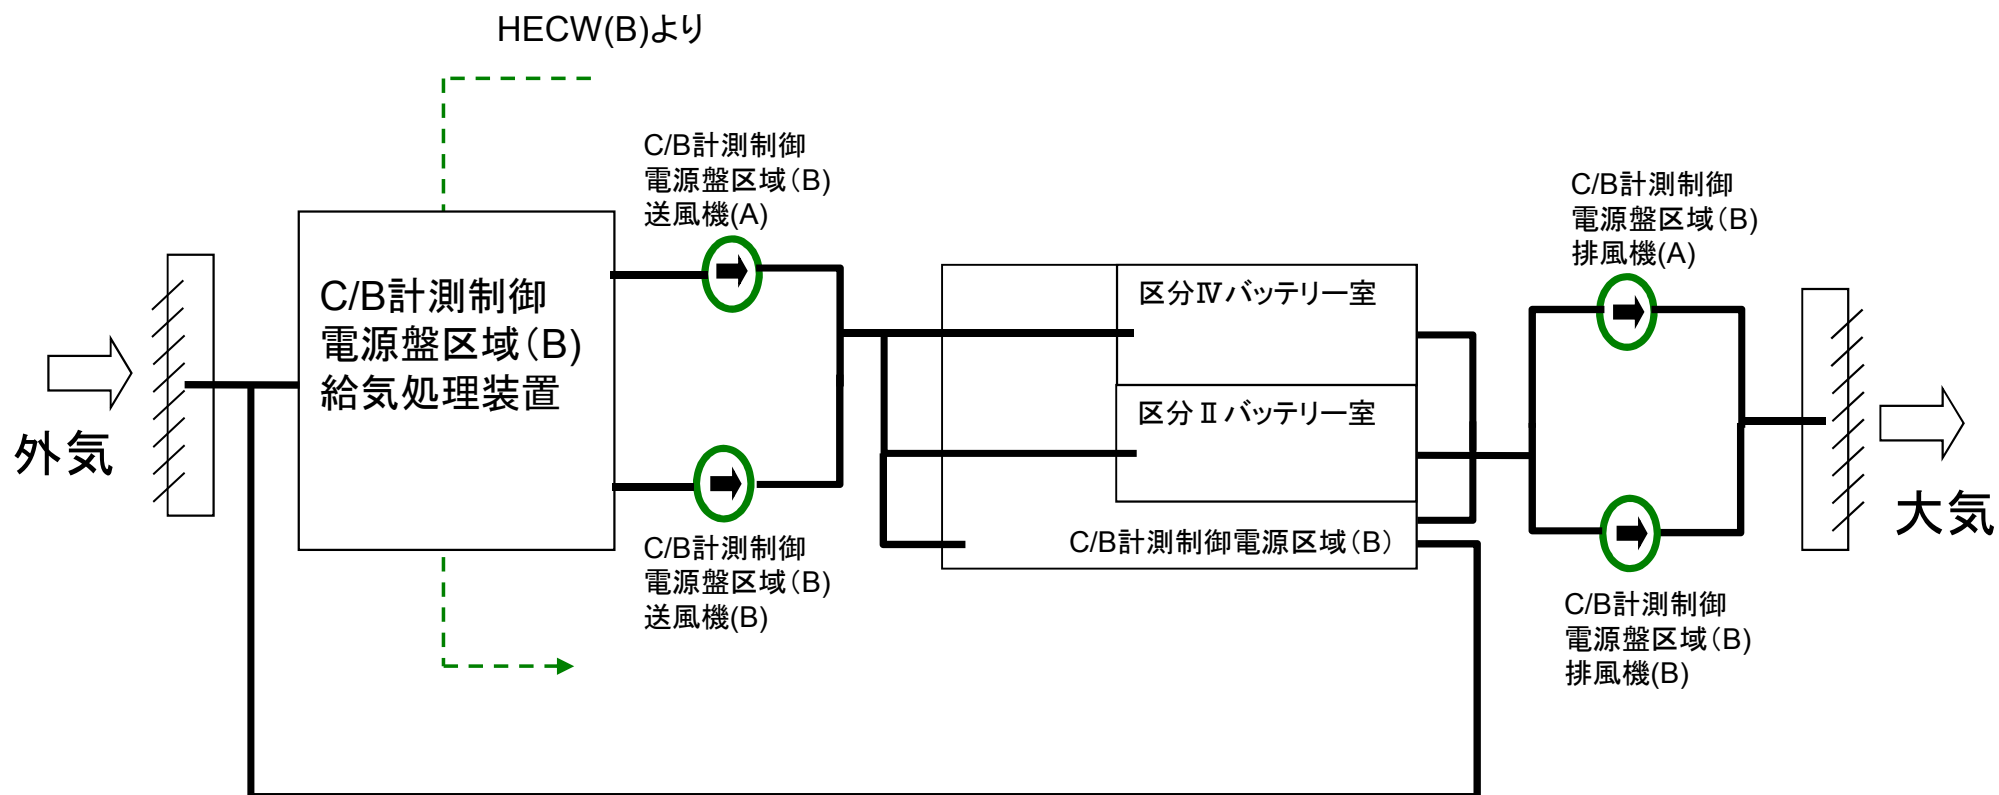 HECW(B)より
C/B計測制御
電源盤区域(B)
送風機(A)
C/B計測制御
電源盤区域(B)
排風機(A)
C/B計測制御
電源盤区域(B)
給気処理装置
区分Ⅳバッテリー室
区分Ⅱバッテリー室
外気
大気
C/B計測制御電源区域(B)
C/B計測制御
電源盤区域(B)
送風機(B)
C/B計測制御
電源盤区域(B)
排風機(B)